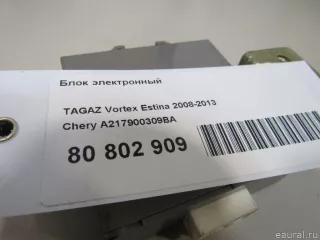 Блок электронный
TAGAZ Vortex Estina 2008-2013
Chery A217900309BA
80 802 909
© eaural.ru